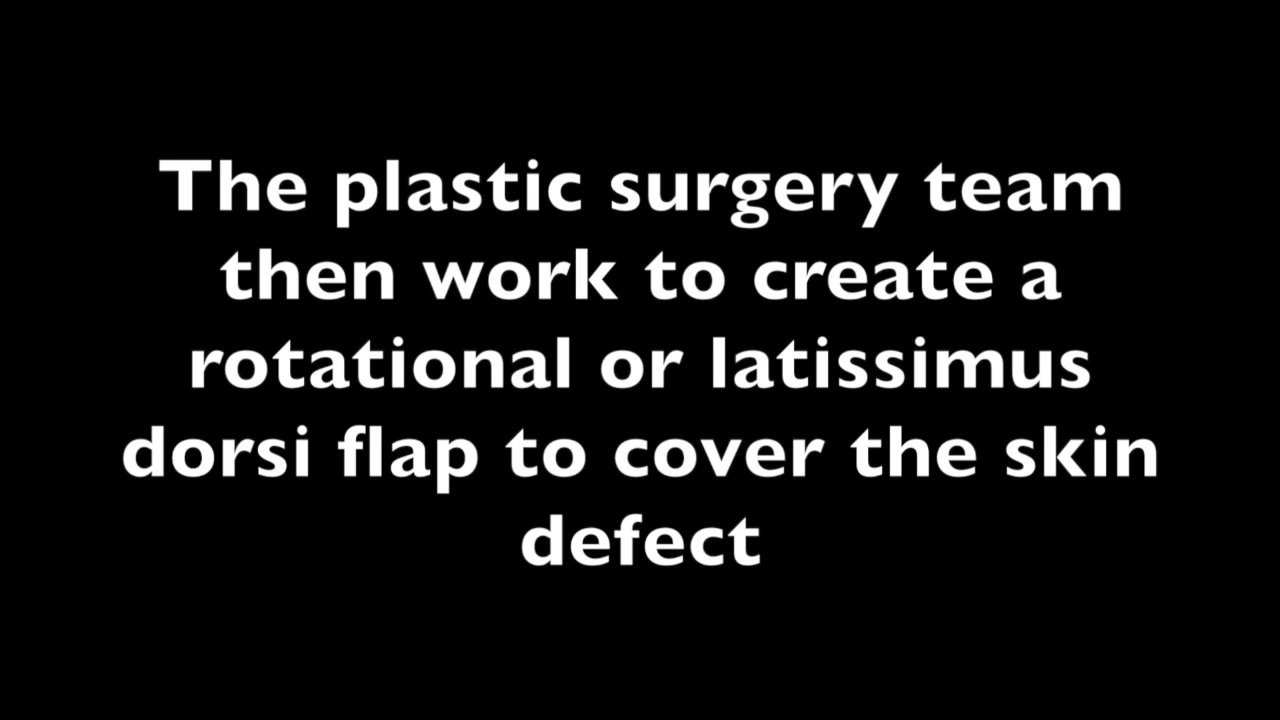 The plastic surgery team
then work to create a
rotational or latissimus
dorsi flap to cover the skin
defect